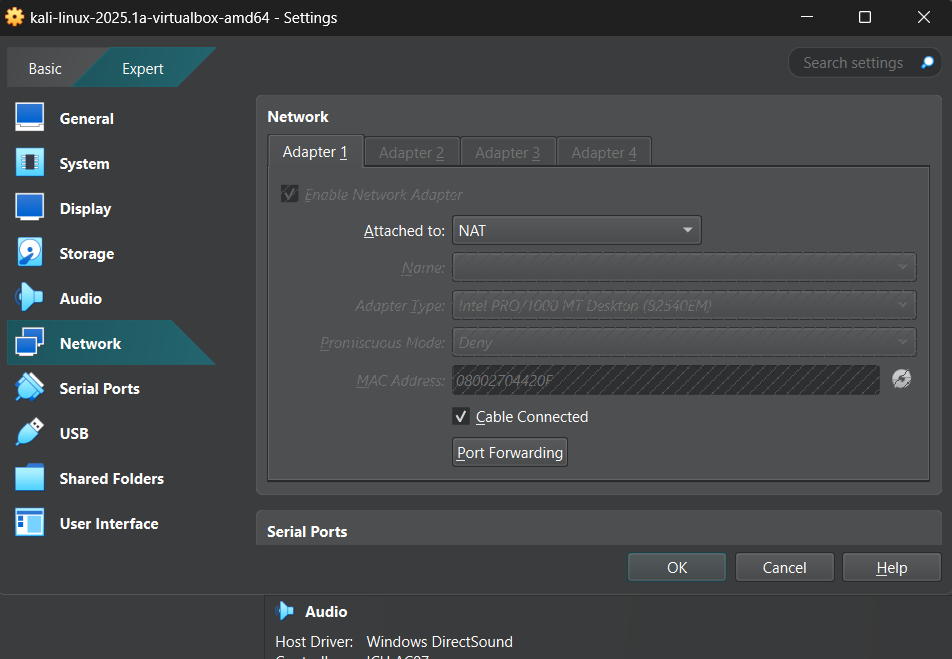 kali-linux-2025.1a-virtualbox-amd64 - Settings
Basic
Expert
Search settings
General
System
Display
Storage
Audio
Network
Serial Ports
USB
Shared Folders
User Interface
Network
Adapter 1
Adapter 2
Adapter 3
Adapter 4
Enable Network Adapter
Attached to: NAT
Name:
Adapter Type: Intel PRO/1000 MT Desktop (82540EM)
Promiscuous Mode: Deny
MAC Address: 08002704420F
Cable Connected
Port Forwarding
Serial Ports
OK
Cancel
Help
Audio
Host Driver: Windows DirectSound